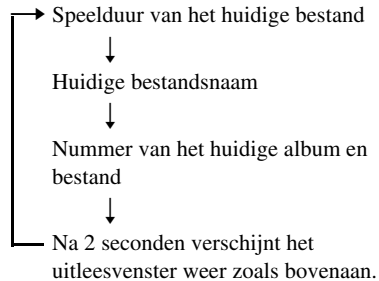 Speelduur van het huidige bestand
Huidige bestandsnaam
Nummer van het huidige album en
bestand
Na 2 seconden verschijnt het
uitleesvenster weer zoals bovenaan.